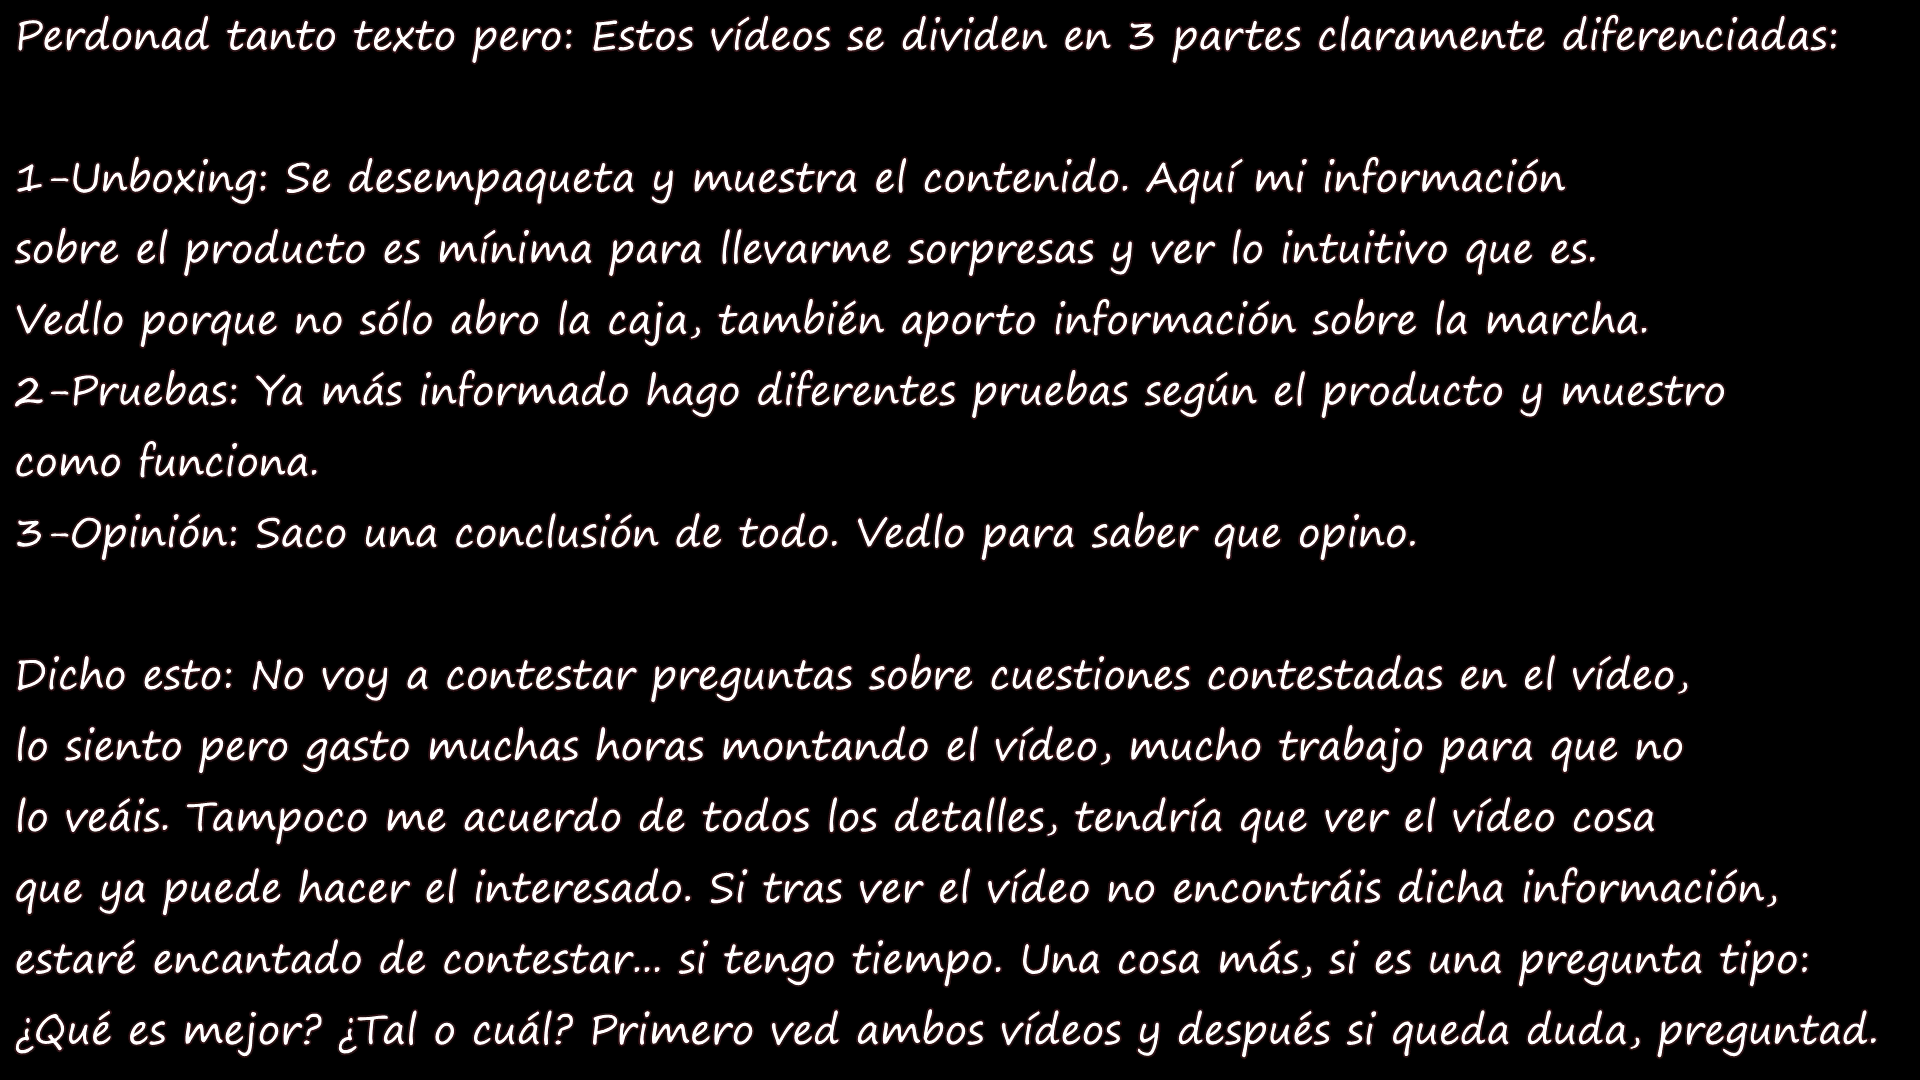 Perdonad tanto texto pero: Estos vídeos se dividen en 3 partes claramente diferenciadas:
1-Unboxing: Se desempaqueta y muestra el contenido. Aquí mi información
sobre el producto es mínima para llevarme sorpresas y ver lo intuitivo que es.
Vedlo porque no sólo abro la caja, también aporto información sobre la marcha.
2-Pruebas: Ya más informado hago diferentes pruebas según el producto y muestro
como funciona.
3-Opinión: Saco una conclusión de todo. Vedlo para saber que opino.
Dicho esto: No voy a contestar preguntas sobre cuestiones contestadas en el vídeo,
lo siento pero gasto muchas horas montando el vídeo, mucho trabajo para que no
lo veáis. Tampoco me acuerdo de todos los detalles, tendría que ver el vídeo cosa
que ya puede hacer el interesado. Si tras ver el vídeo no encontráis dicha información,
estaré encantado de contestar... si tengo tiempo. Una cosa más, si es una pregunta tipo:
¿Qué es mejor? ¿Tal o cuál? Primero ved ambos vídeos y después si queda duda, preguntad.